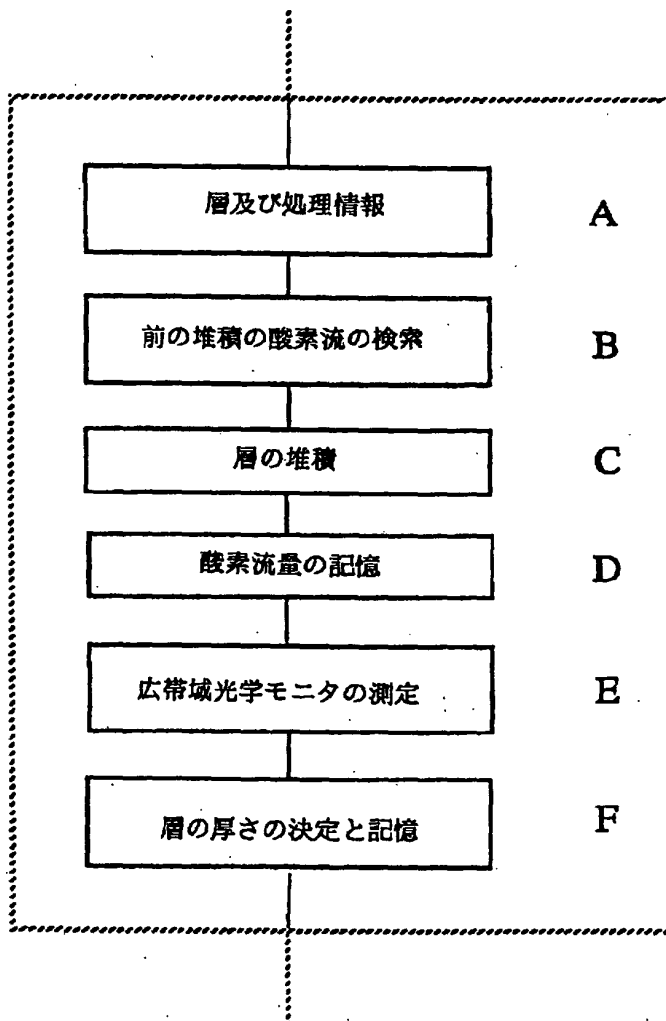 層及び処理情報
A
前の堆積の酸素流の検索
B
層の堆積
C
酸素流量の記憶
D
広帯域光学モニタの測定
E
層の厚さの決定と記憶
F